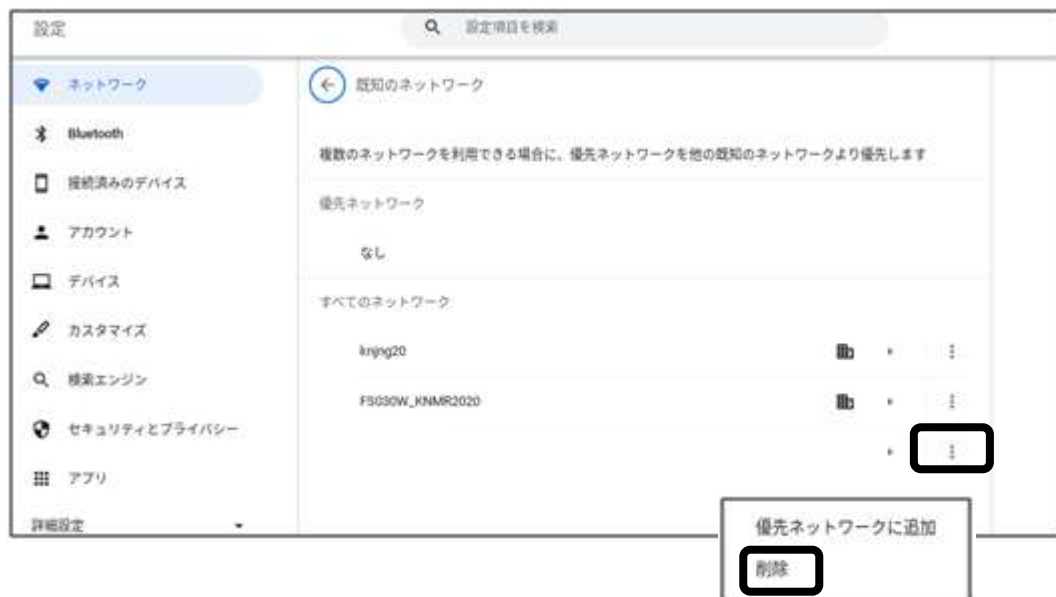 設定
設定項目を検索
ネットワーク
Bluetooth
接続済みのデバイス
アカウント
デバイス
カスタマイズ
検索エンジン
セキュリティとプライバシー
アプリ
詳細設定
既知のネットワーク
複数のネットワークを利用できる場合に、優先ネットワークを他の既知のネットワークより優先します
優先ネットワーク
なし
すべてのネットワーク
knjng20
FS030W_KNMR2020
優先ネットワークに追加
削除